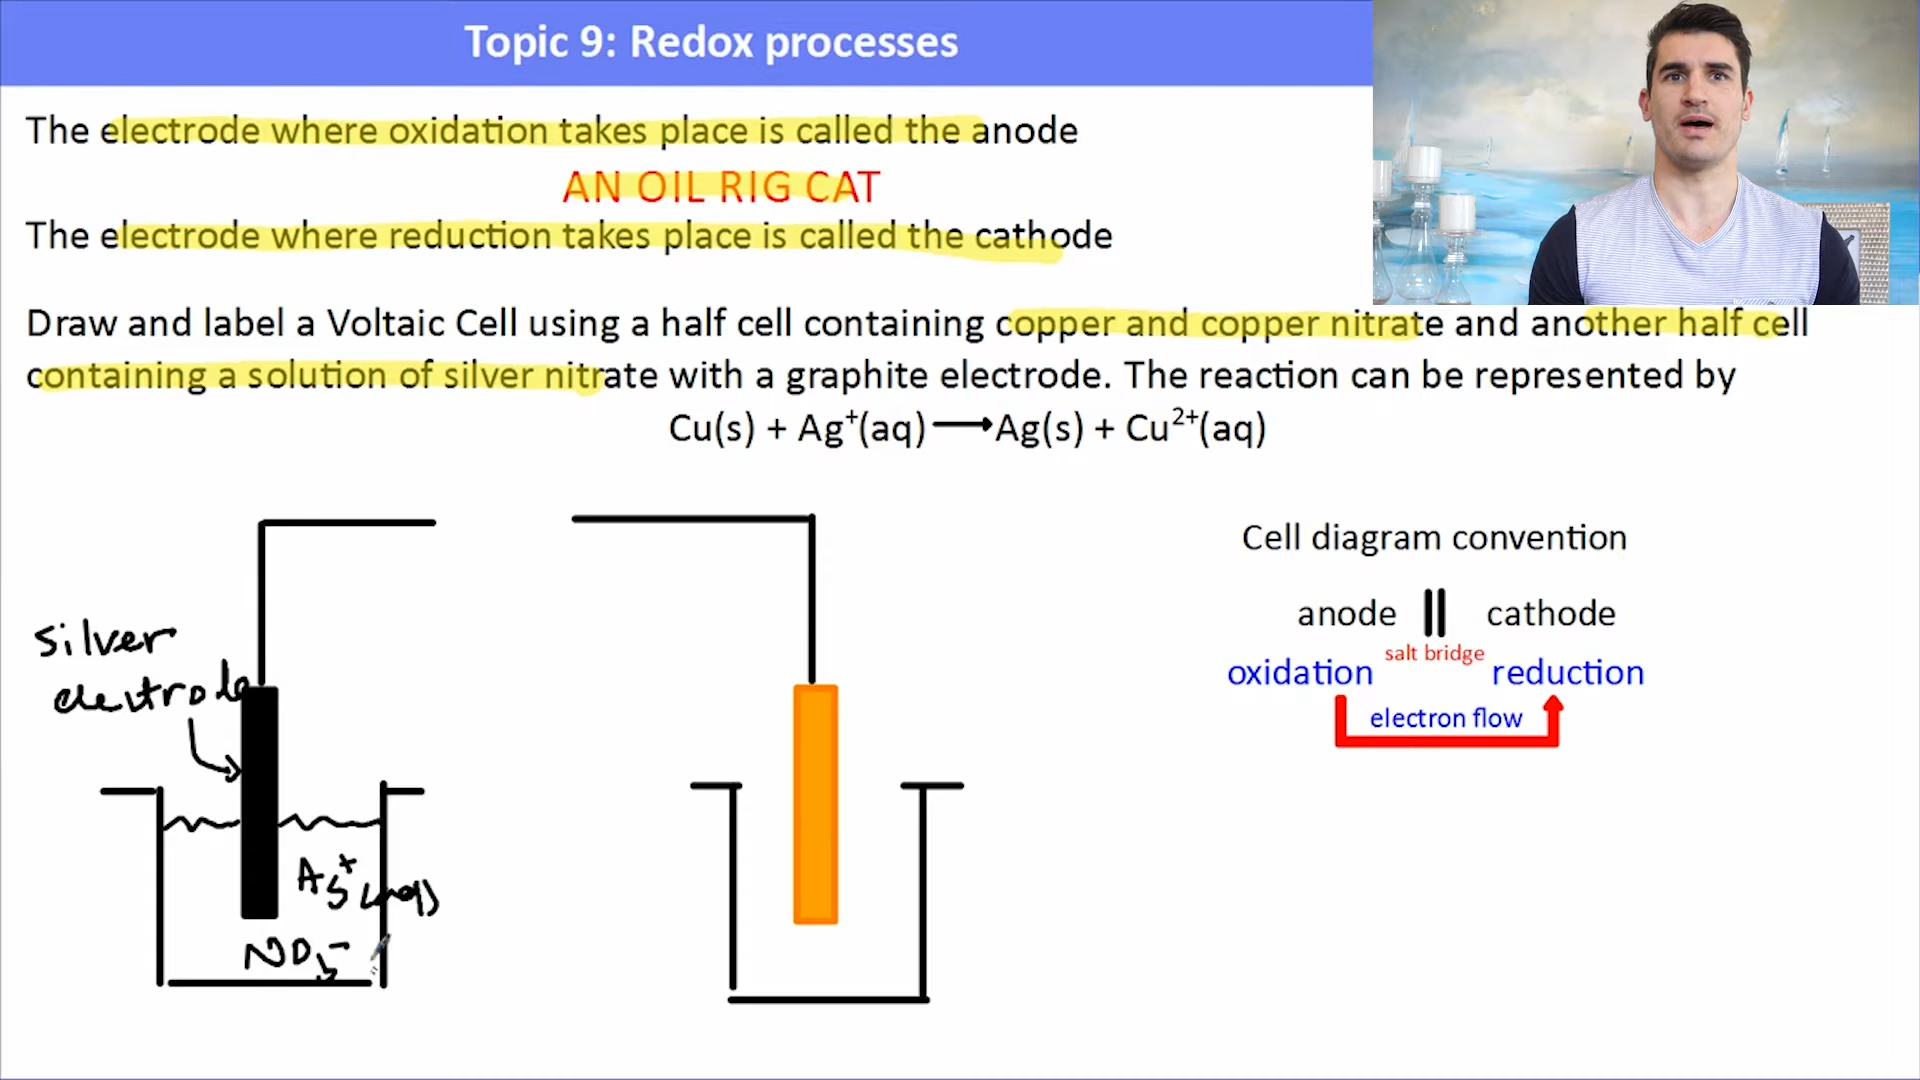 Topic 9: Redox processes
The electrode where oxidation takes place is called the anode
AN OIL RIG CAT
The electrode where reduction takes place is called the cathode
Draw and label a Voltaic Cell using a half cell containing copper and copper nitrate and another half cell
containing a solution of silver nitrate with a graphite electrode. The reaction can be represented by
Cu(s) + Ag⁺(aq)⟶Ag(s) + Cu²⁺(aq)
silver
electrode
Ag⁺(aq)
NO₃⁻
Cell diagram convention
anode || cathode
salt bridge
oxidation reduction
electron flow